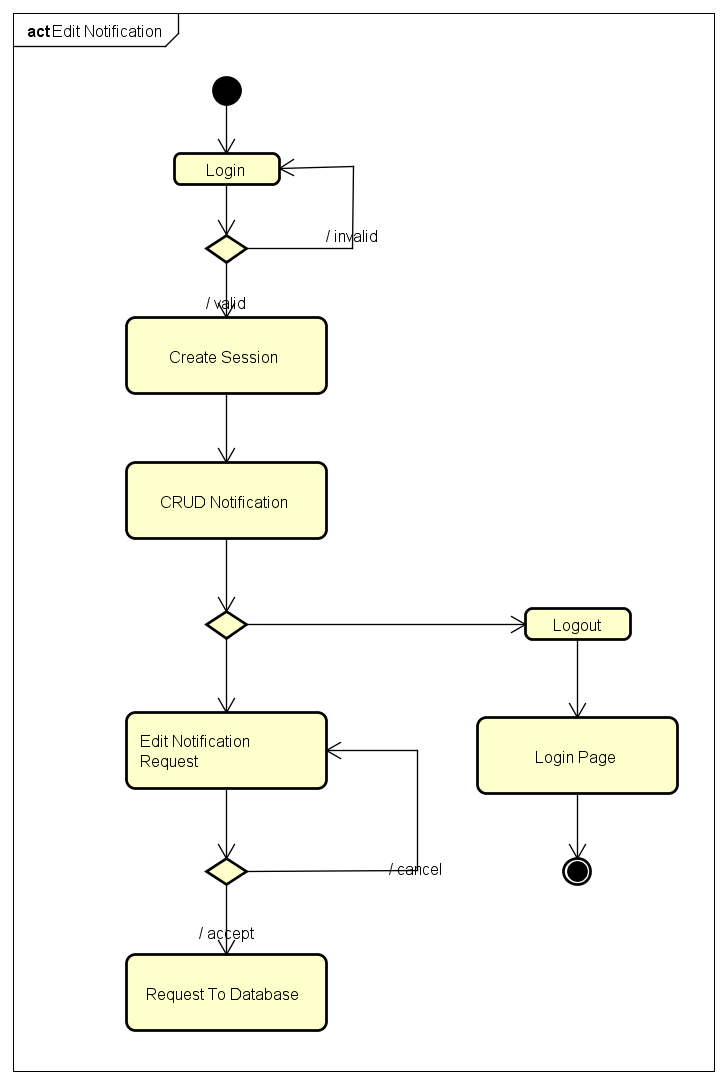 act Edit Notification
Login
/ invalid
/ valid
Create Session
CRUD Notification
Logout
Edit Notification
Request
Login Page
/ cancel
/ accept
Request To Database